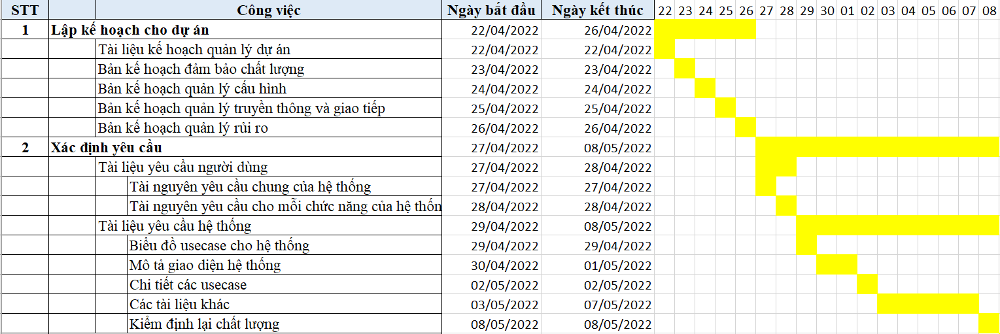 STT Công việc Ngày bắt đầu Ngày kết thúc 22 23 24 25 26 27 28 29 30 01 02 03 04 05 06 07 08
1 Lập kế hoạch cho dự án 22/04/2022 26/04/2022
Tài liệu kế hoạch quản lý dự án 22/04/2022 22/04/2022
Bản kế hoạch đảm bảo chất lượng 23/04/2022 23/04/2022
Bản kế hoạch quản lý cấu hình 24/04/2022 24/04/2022
Bản kế hoạch quản lý truyền thông và giao tiếp 25/04/2022 25/04/2022
Bản kế hoạch quản lý rủi ro 26/04/2022 26/04/2022
2 Xác định yêu cầu 27/04/2022 08/05/2022
Tài liệu yêu cầu người dùng 27/04/2022 28/04/2022
Tài nguyên yêu cầu chung của hệ thống 27/04/2022 27/04/2022
Tài nguyên yêu cầu cho mỗi chức năng của hệ thốn 28/04/2022 28/04/2022
Tài liệu yêu cầu hệ thống 29/04/2022 08/05/2022
Biểu đồ usecase cho hệ thống 29/04/2022 29/04/2022
Mô tả giao diện hệ thống 30/04/2022 01/05/2022
Chi tiết các usecase 02/05/2022 02/05/2022
Các tài liệu khác 03/05/2022 07/05/2022
Kiểm định lại chất lượng 08/05/2022 08/05/2022